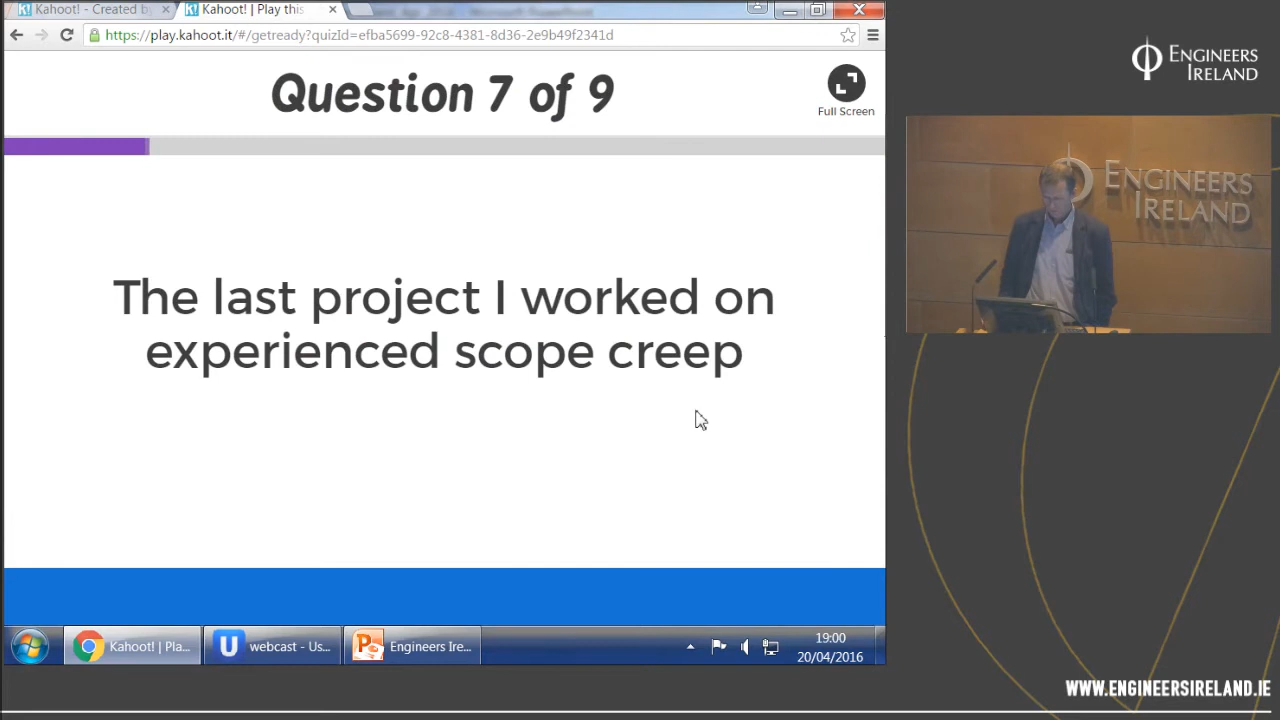 Kahoot! - Created by
Kahoot! | Play this
https://play.kahoot.it/#/getready?quizId=efba5699-92c8-4381-8d36-2e9b49f2341d
Question 7 of 9
Full Screen
The last project I worked on
experienced scope creep
Kahoot! | Pla...
webcast - Us...
Engineers Ire...
19:00
20/04/2016
ENGINEERS
IRELAND
ENGINEERS
IRELAND
WWW.ENGINEERSIRELAND.IE